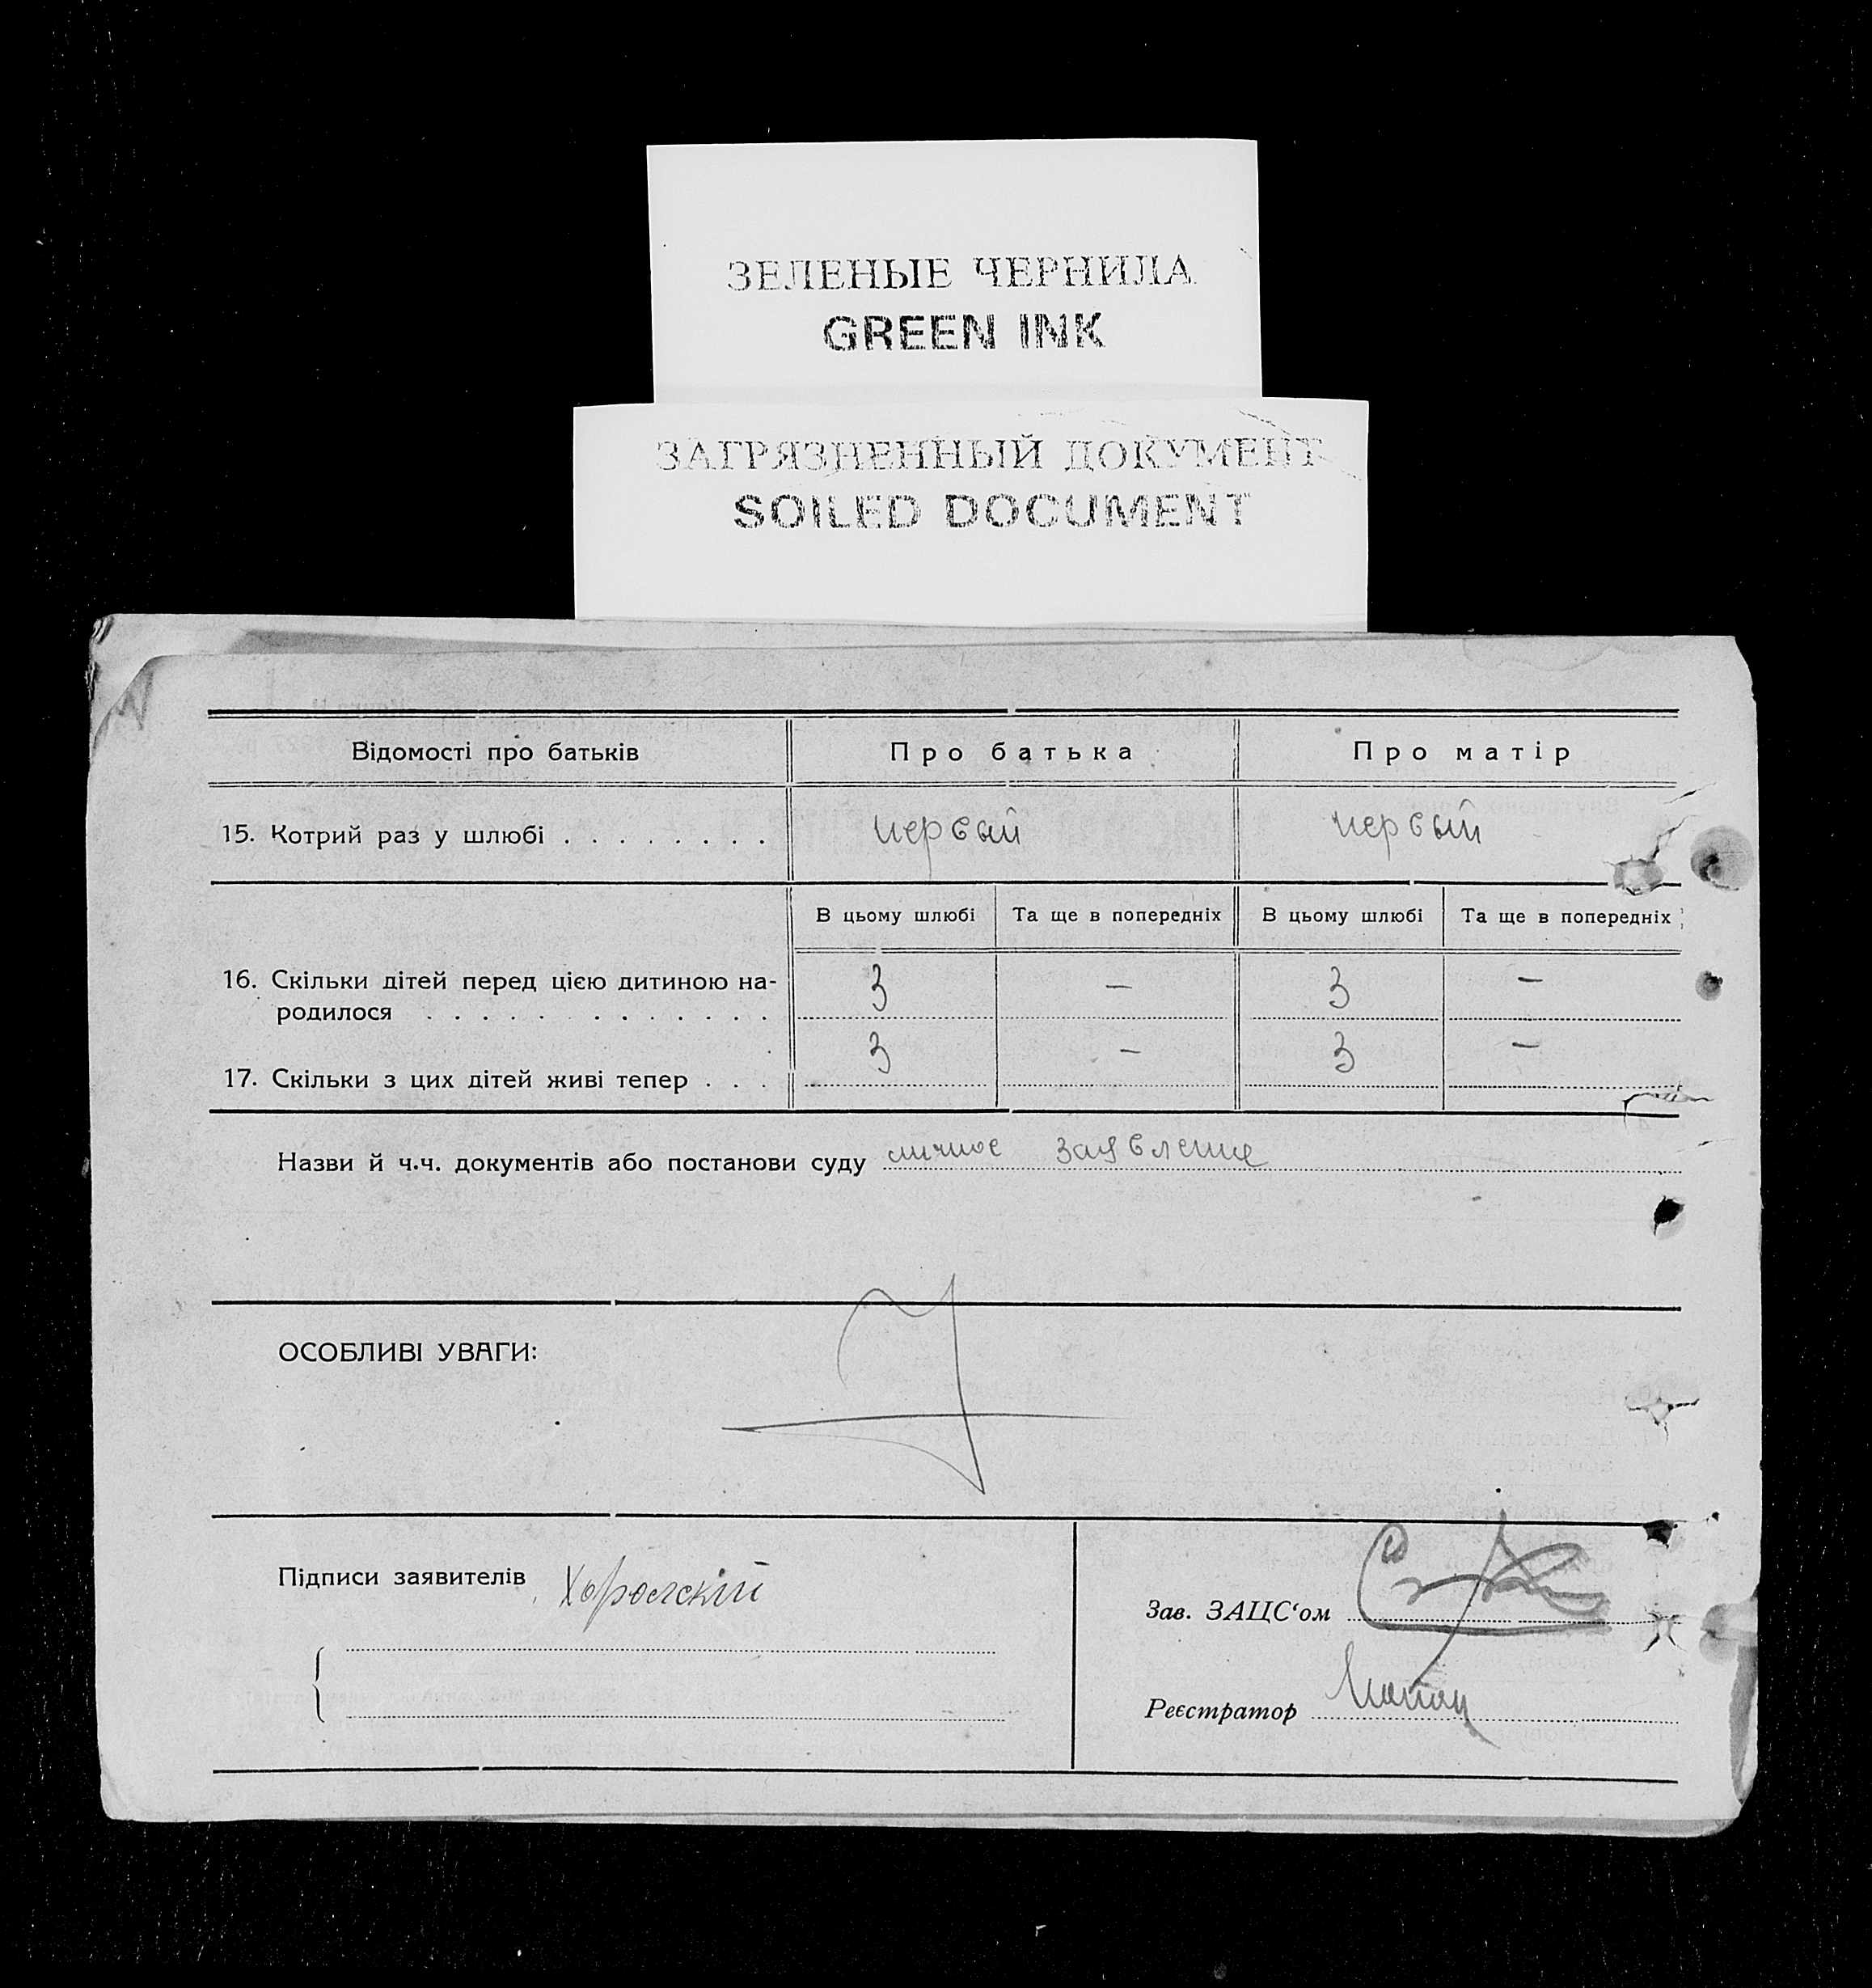 ЗЕЛЕНЫЕ ЧЕРНИЛА
GREEN INK
ЗАГРЯЗНЕННЫЙ ДОКУМЕНТ
SOILED DOCUMENT
Відомості про батьків Про батька Про матір
15. Котрий раз у шлюбі . . . . . . . . первый первый
В цьому шлюбі Та ще в попередніх В цьому шлюбі Та ще в попередніх
16. Скільки дітей перед цією дитиною на- 3 — 3 —
родилося . . . . . . . . . . . . .
17. Скільки з цих дітей живі тепер . . . 3 — 3 —
Назви й ч.ч. документів або постанови суду личное заявление
ОСОБЛИВІ УВАГИ:
Підписи заявителів
Зав. ЗАЦС‘ом
Реєстратор